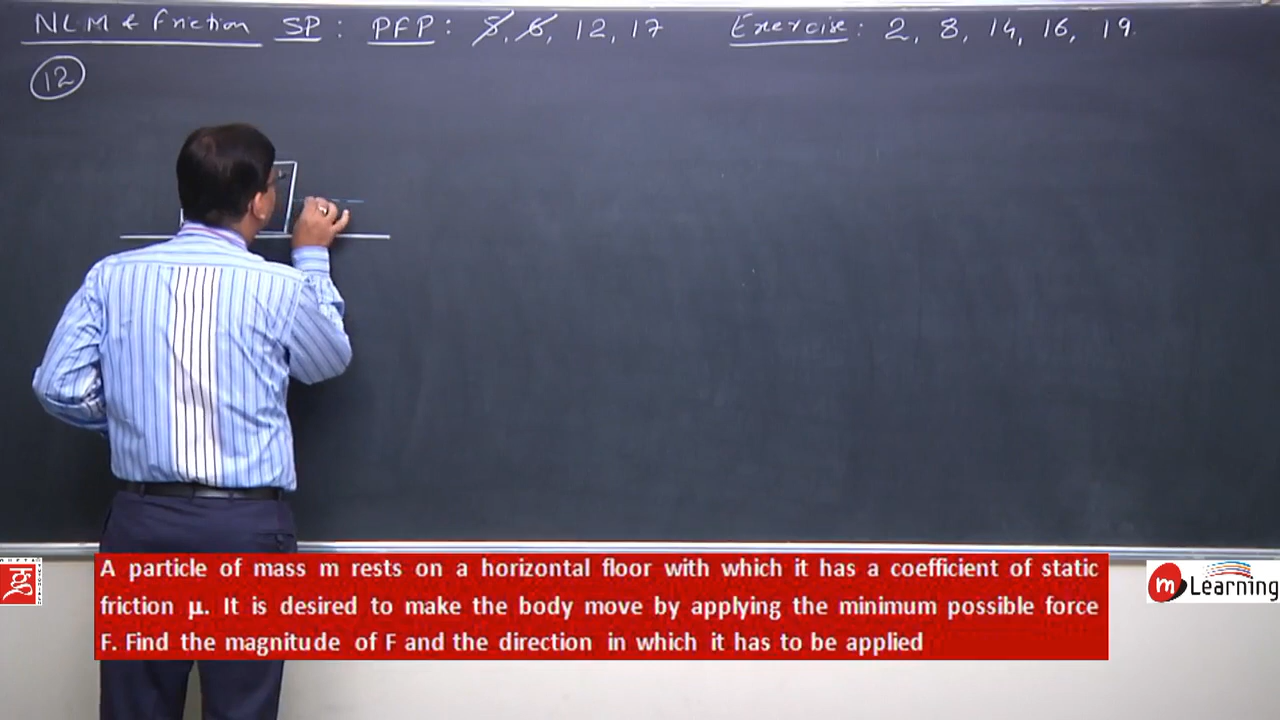 NLM & Friction SP : PFP : 5, 6, 12, 17 Exercise : 2, 8, 14, 16, 19
12
A particle of mass m rests on a horizontal floor with which it has a coefficient of static
friction μ. It is desired to make the body move by applying the minimum possible force
F. Find the magnitude of F and the direction in which it has to be applied
m Learning